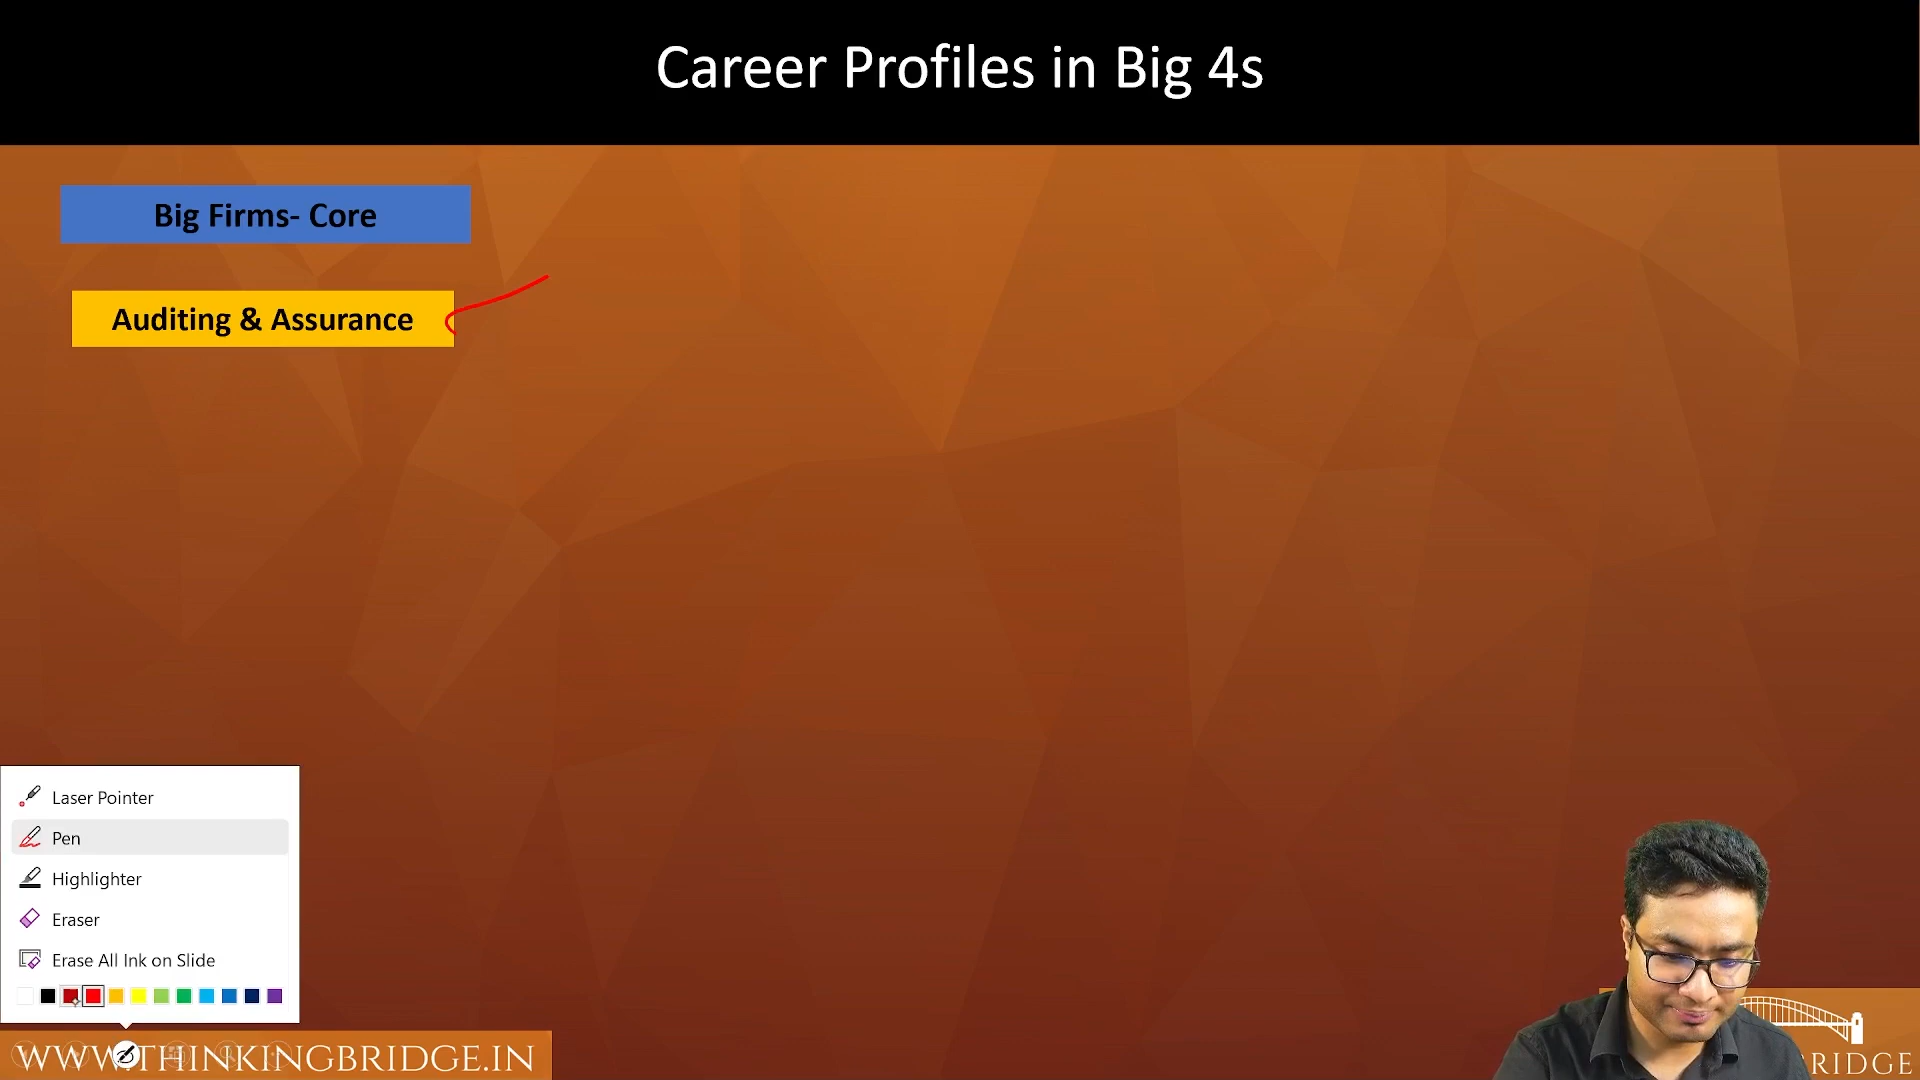 Career Profiles in Big 4s
Big Firms- Core
Auditing & Assurance
Laser Pointer
Pen
Highlighter
Eraser
Erase All Ink on Slide
WWW.THINKINGBRIDGE.IN
RIDGE